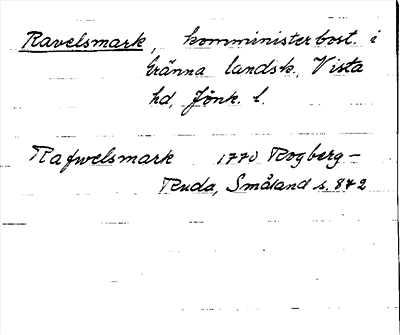 Ravelsmark, komministerbost. i
Gränna landsk., Vista
hd, Jönk. l.
Rafwelsmark 1770 Rogberg-
Ruda, Småland s. 842